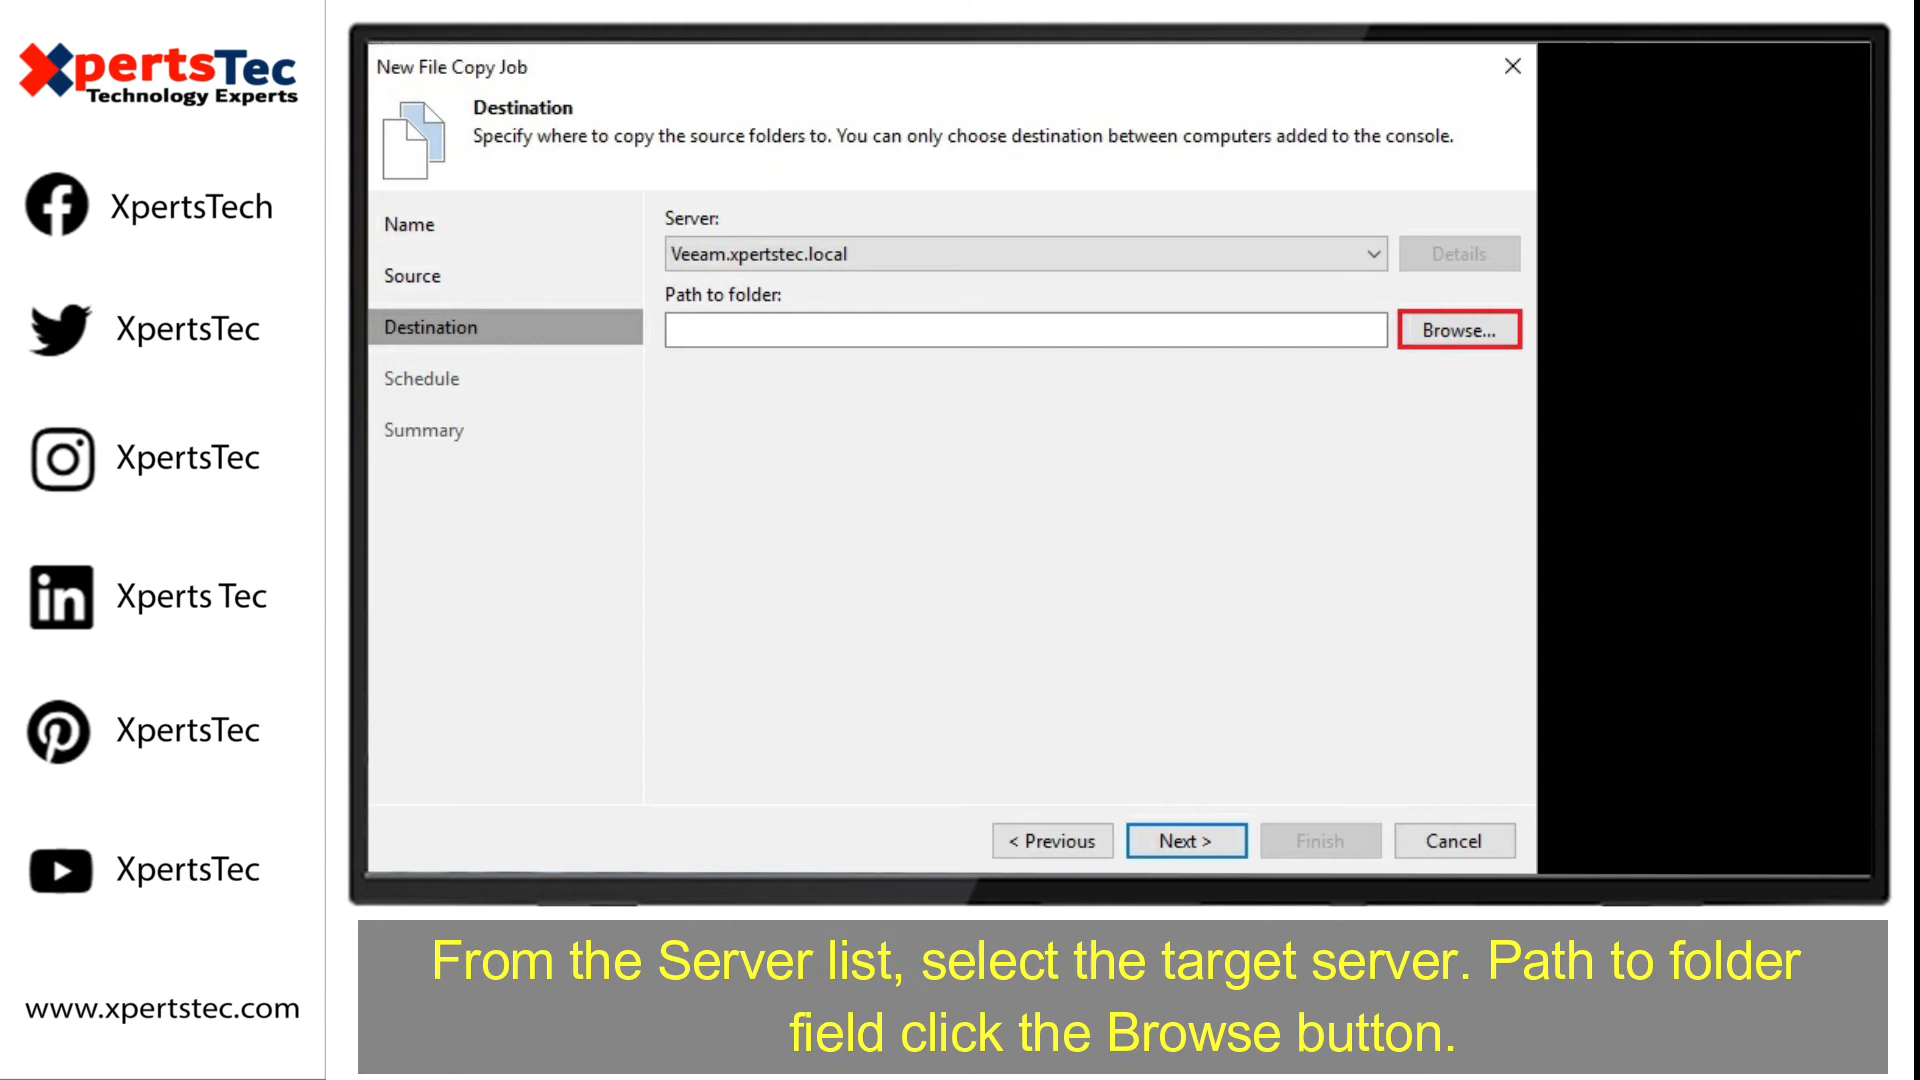 XpertsTec
Technology Experts
XpertsTech
XpertsTec
XpertsTec
Xperts Tec
XpertsTec
XpertsTec
www.xpertstec.com
New File Copy Job
Destination
Specify where to copy the source folders to. You can only choose destination between computers added to the console.
Name
Source
Destination
Schedule
Summary
Server:
Veeam.xpertstec.local
Details
Path to folder:
Browse...
< Previous
Next >
Finish
Cancel
From the Server list, select the target server. Path to folder
field click the Browse button.